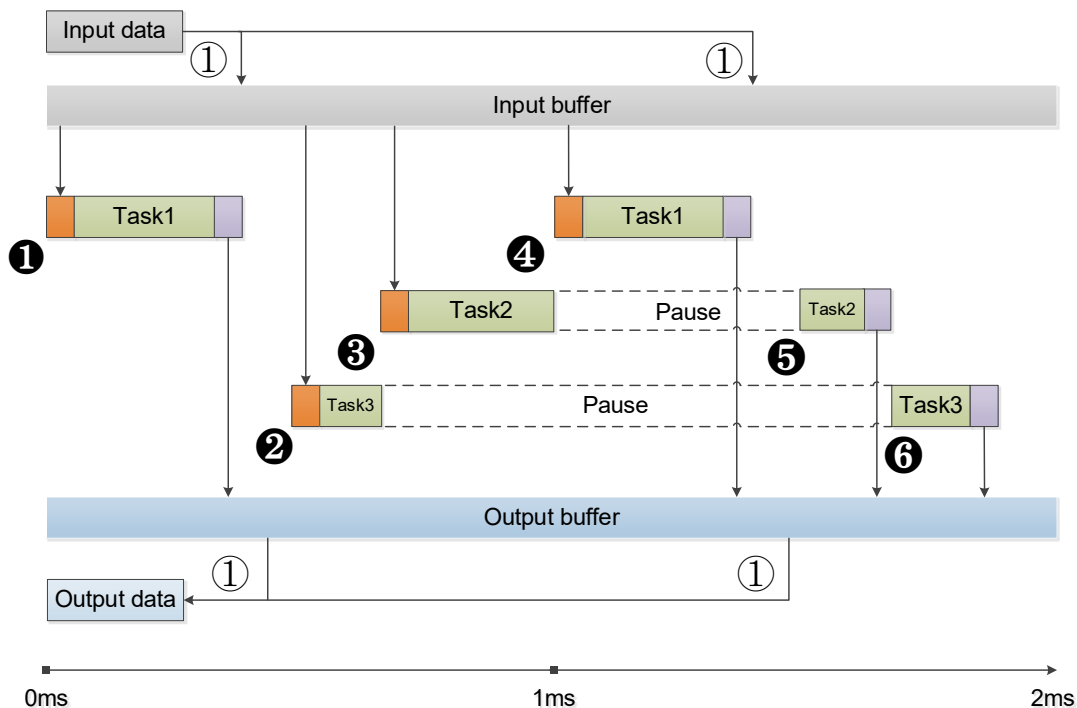 Input data
① ①
Input buffer
Task1 Task1
❶ ❹
Task2 Pause Task2
❸ ❺
Task3 Pause Task3
❷ ❻
Output buffer
① ①
Output data
0ms 1ms 2ms